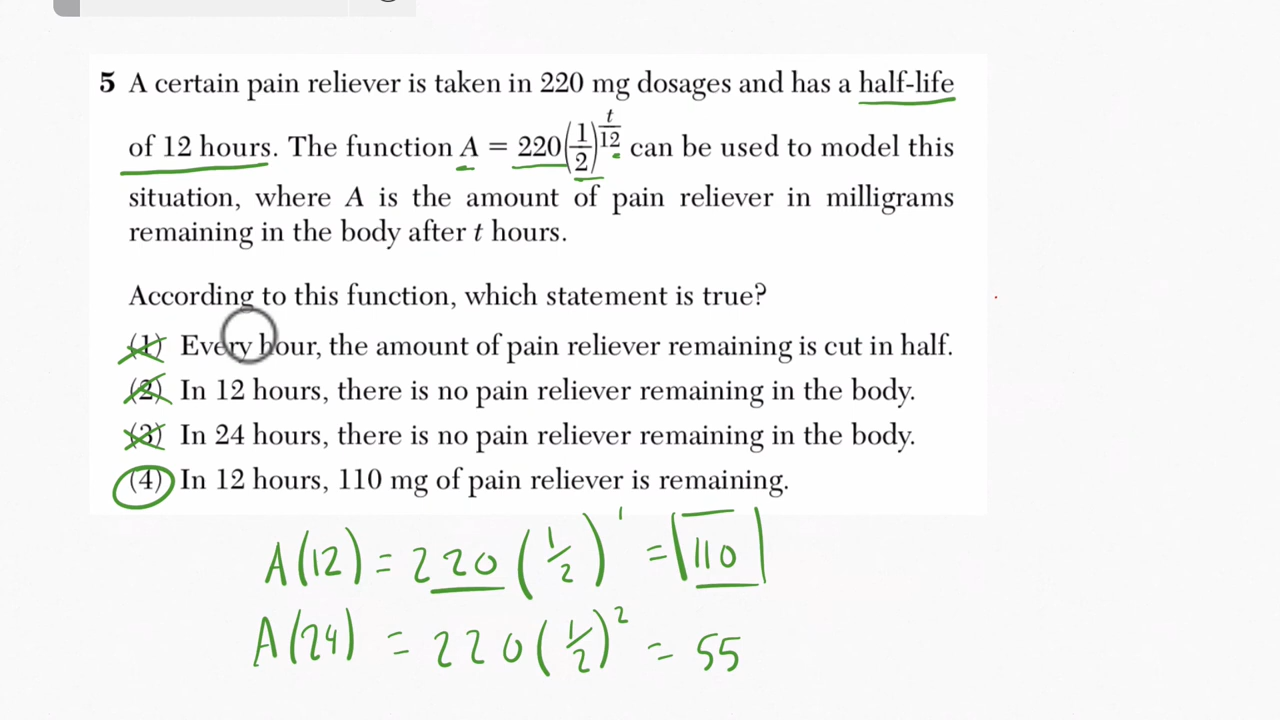 5 A certain pain reliever is taken in 220 mg dosages and has a half-life
of 12 hours. The function A = 220(1/2)^(t/12) can be used to model this
situation, where A is the amount of pain reliever in milligrams
remaining in the body after t hours.
According to this function, which statement is true?
(1) Every hour, the amount of pain reliever remaining is cut in half.
(2) In 12 hours, there is no pain reliever remaining in the body.
(3) In 24 hours, there is no pain reliever remaining in the body.
(4) In 12 hours, 110 mg of pain reliever is remaining.
A(12) = 220(1/2)^1 = 110
A(24) = 220(1/2)^2 = 55